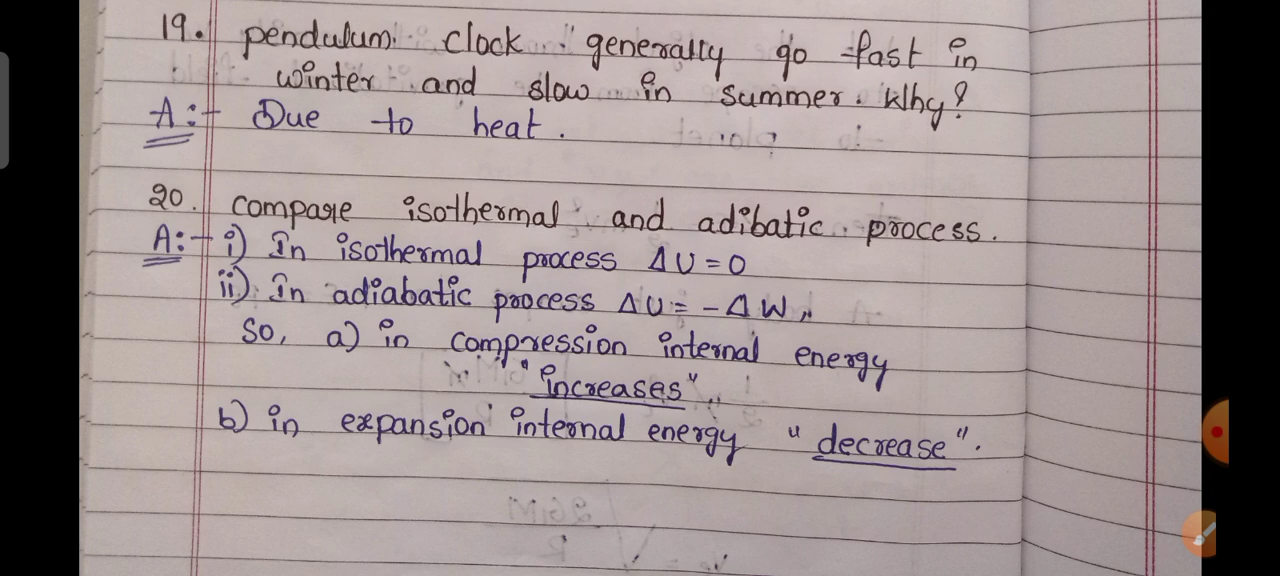 19. pendulum clock generally go fast in
winter and slow in summer. Why?
A:- Due to heat.
20. compare isothermal and adibatic process.
A:- i) In isothermal process ΔU=0
ii) In adiabatic process ΔU= -ΔW,
So, a) in compression internal energy
"increases",
b) in expansion internal energy "decrease".